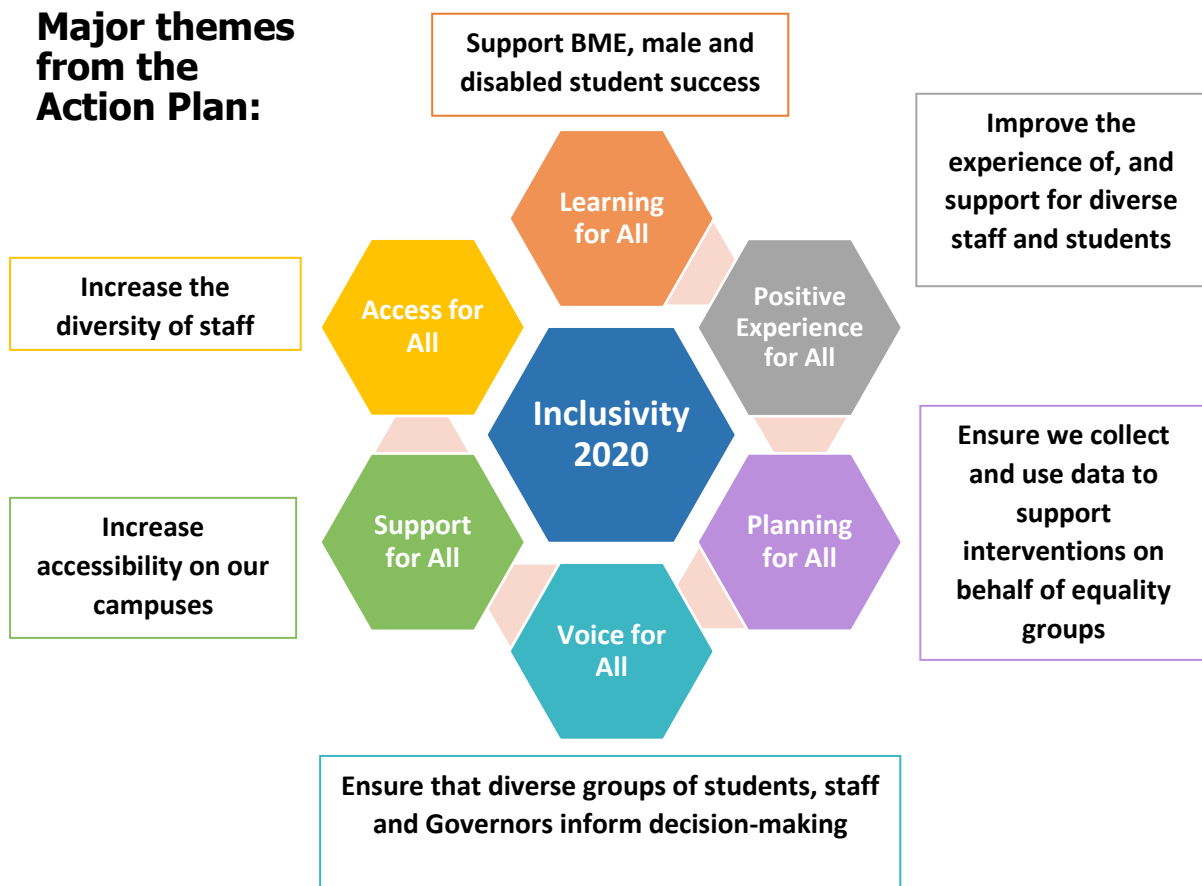 Major themes
from the
Action Plan:
Support BME, male and
disabled student success
Improve the
experience of, and
support for diverse
staff and students
Learning
for All
Increase the
diversity of staff
Access for
All
Positive
Experience
for All
Inclusivity
2020
Ensure we collect
and use data to
support
interventions on
behalf of equality
groups
Increase
accessibility on our
campuses
Support
for All
Planning
for All
Voice for
All
Ensure that diverse groups of students, staff
and Governors inform decision-making